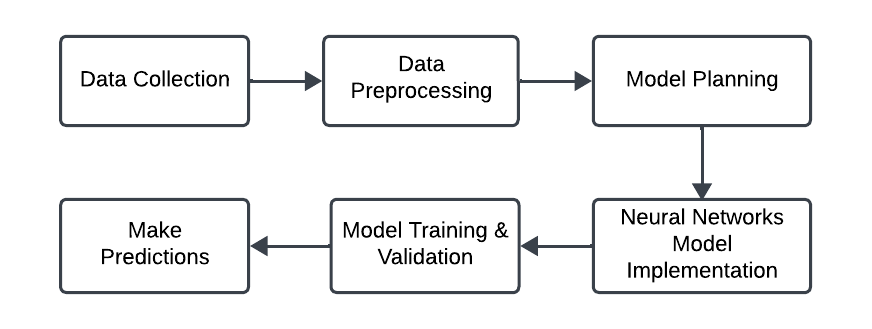 Data Collection
Data
Preprocessing
Model Planning
Neural Networks
Model
Implementation
Model Training &
Validation
Make
Predictions